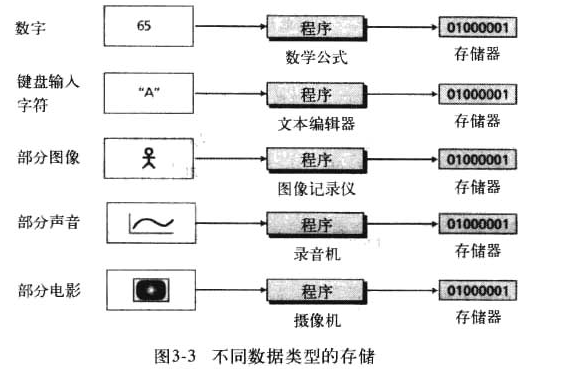 数字
65
程序
01000001
数学公式
存储器
键盘输入
字符
"A"
程序
01000001
文本编辑器
存储器
部分图像
程序
01000001
图像记录仪
存储器
部分声音
程序
01000001
录音机
存储器
部分电影
程序
01000001
摄像机
存储器
图3-3 不同数据类型的存储